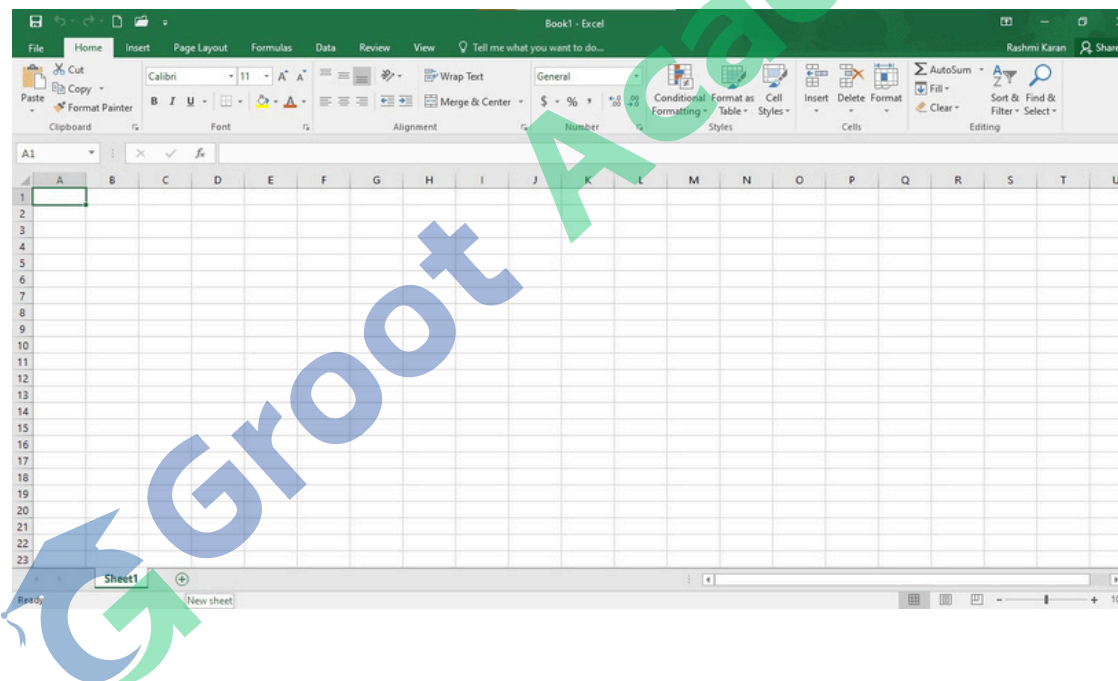 Book1 - Excel
File Home Insert Page Layout Formulas Data Review View Tell me what you want to do... Rashmi Karan Share
Paste
Cut
Copy
Format Painter
Clipboard
Calibri 11
B I U
Font
Wrap Text
Merge & Center
Alignment
General
$ % ,
Number
Conditional Formatting
Format as Table
Cell Styles
Styles
Insert Delete Format
Cells
AutoSum
Fill
Clear
Sort & Filter
Find & Select
Editing
A1 fx
A B C D E F G H I J K L M N O P Q R S T U
1
2
3
4
5
6
7
8
9
10
11
12
13
14
15
16
17
18
19
20
21
22
23
Sheet1
Ready
New sheet
Groot Aca